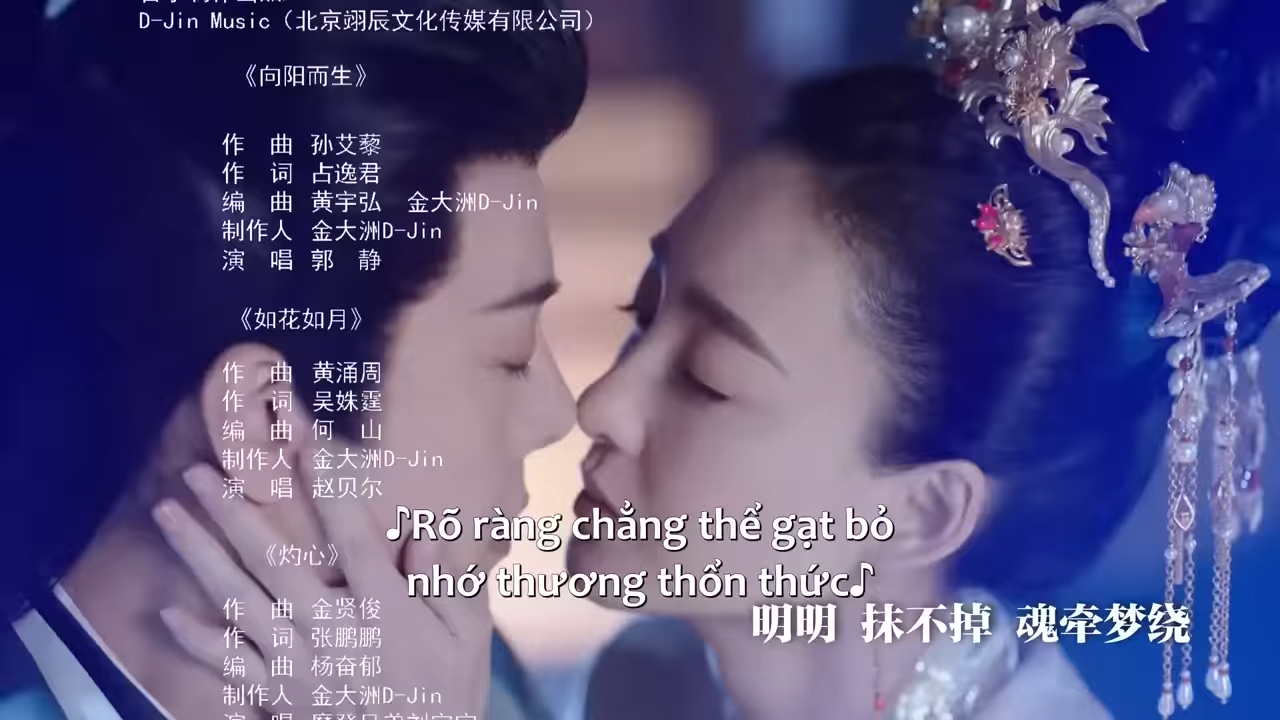 D-Jin Music（北京翊辰文化传媒有限公司）
《向阳而生》
作 曲 孙艾藜
作 词 占逸君
编 曲 黄宇弘 金大洲D-Jin
制作人 金大洲D-Jin
演 唱 郭 静
《如花如月》
作 曲 黄涌周
作 词 吴姝霆
编 曲 何 山
制作人 金大洲D-Jin
演 唱 赵贝尔
♪Rõ ràng chẳng thể gạt bỏ
nhớ thương thổn thức♪
明明 抹不掉 魂牵梦绕
《灼心》
作 曲 金贤俊
作 词 张鹏鹏
编 曲 杨奋郁
制作人 金大洲D-Jin